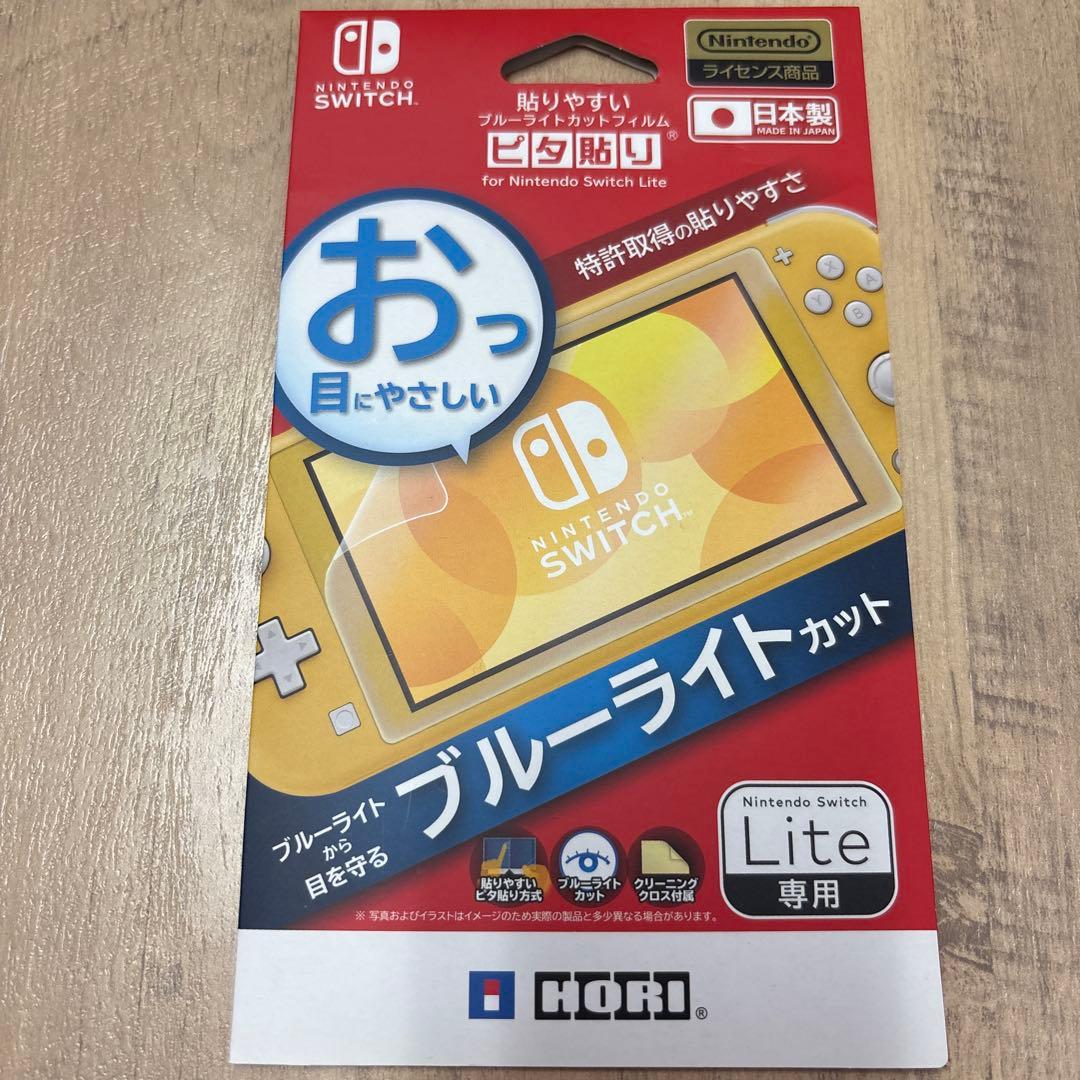 NINTENDO
SWITCH™
Nintendo®
ライセンス商品
日本製
MADE IN JAPAN
貼りやすい
ブルーライトカットフィルム
ピタ貼り®
for Nintendo Switch Lite
特許取得の貼りやすさ
おっ
目にやさしい
X
A
Y
B
NINTENDO
SWITCH™
ブルーライトカット
ブルーライト
から
目を守る
貼りやすい
ピタ貼り方式
ブルーライト
カット
クリーニング
クロス付属
Nintendo Switch
Lite
専用
※ 写真およびイラストはイメージのため実際の製品と多少異なる場合があります。
HORI®